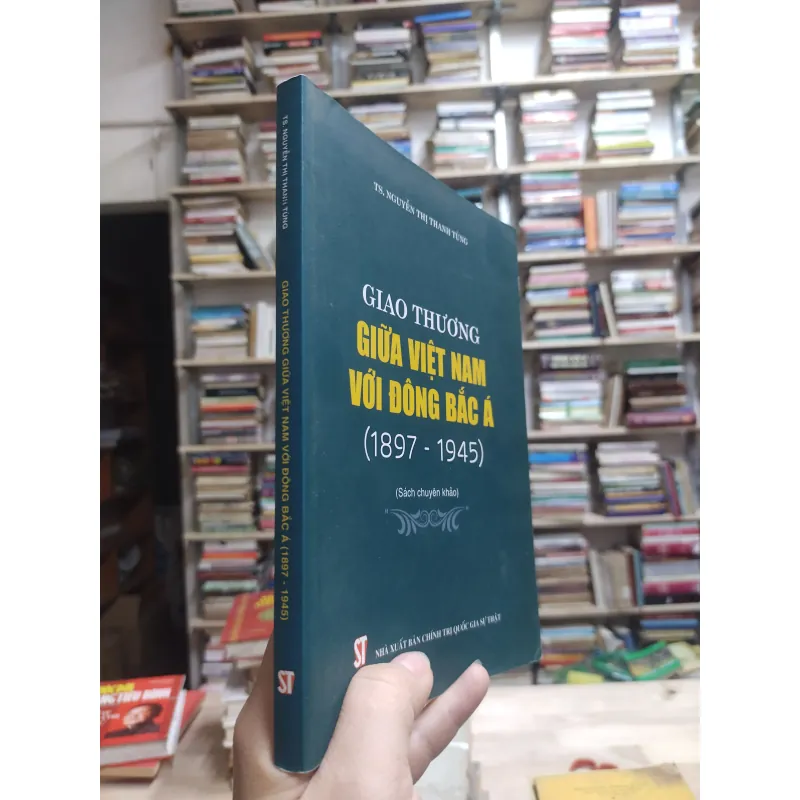 TS. NGUYỄN THỊ THANH TÙNG
GIAO THƯƠNG GIỮA VIỆT NAM VỚI ĐÔNG BẮC Á (1897 - 1945)
ST
TS. NGUYỄN THỊ THANH TÙNG
GIAO THƯƠNG
GIỮA VIỆT NAM
VỚI ĐÔNG BẮC Á
(1897 - 1945)
(Sách chuyên khảo)
ST
NHÀ XUẤT BẢN CHÍNH TRỊ QUỐC GIA SỰ THẬT